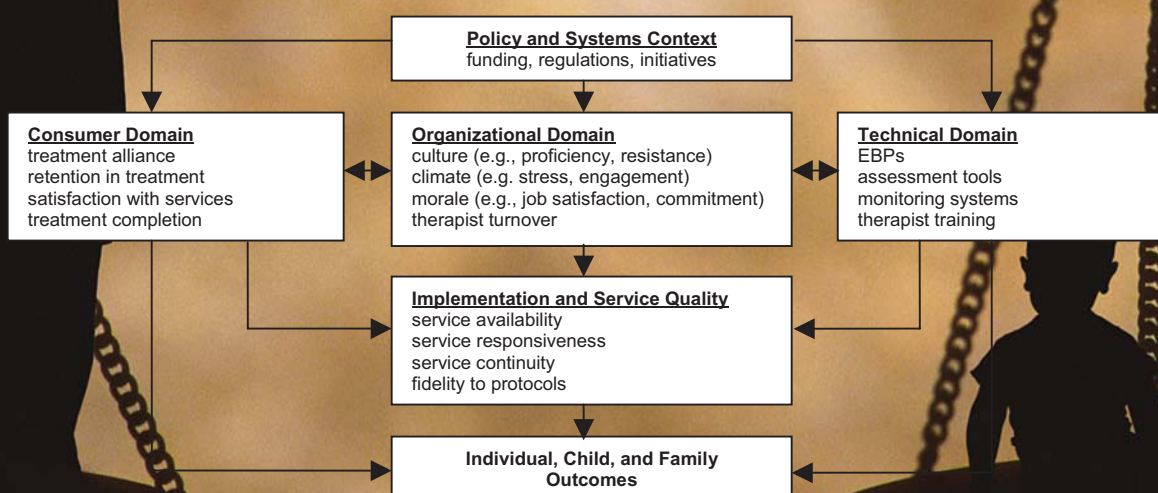 Policy and Systems Context
funding, regulations, initiatives
Consumer Domain
treatment alliance
retention in treatment
satisfaction with services
treatment completion
Organizational Domain
culture (e.g., proficiency, resistance)
climate (e.g. stress, engagement)
morale (e.g., job satisfaction, commitment)
therapist turnover
Technical Domain
EBPs
assessment tools
monitoring systems
therapist training
Implementation and Service Quality
service availability
service responsiveness
service continuity
fidelity to protocols
Individual, Child, and Family
Outcomes